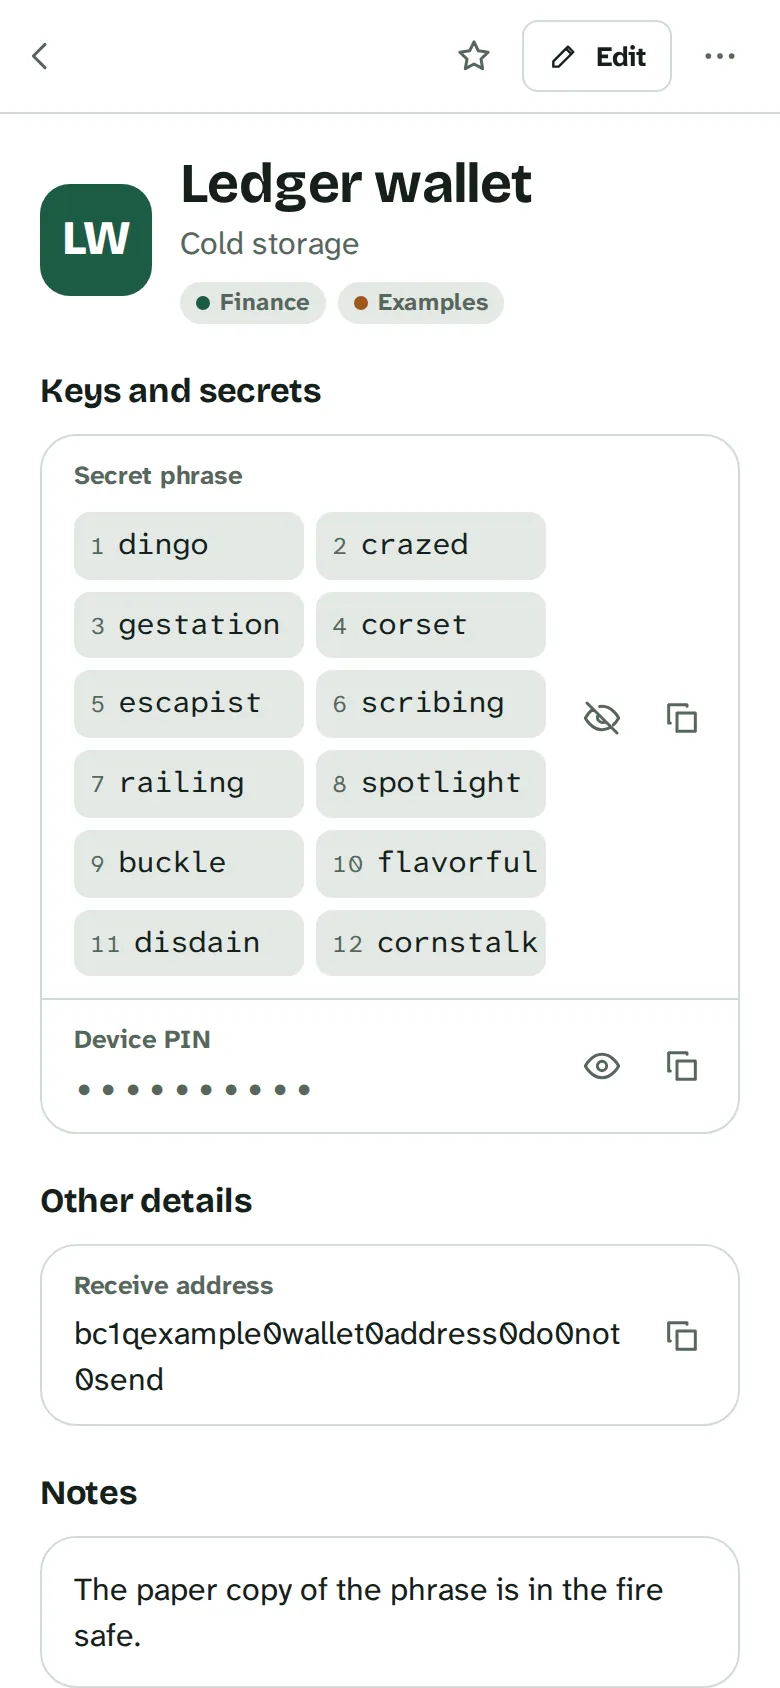 Edit
LW
Ledger wallet
Cold storage
Finance
Examples
Keys and secrets
Secret phrase
1 dingo
2 crazed
3 gestation
4 corset
5 escapist
6 scribing
7 railing
8 spotlight
9 buckle
10 flavorful
11 disdain
12 cornstalk
Device PIN
••••••••••
Other details
Receive address
bc1qexample0wallet0address0do0not
0send
Notes
The paper copy of the phrase is in the fire
safe.